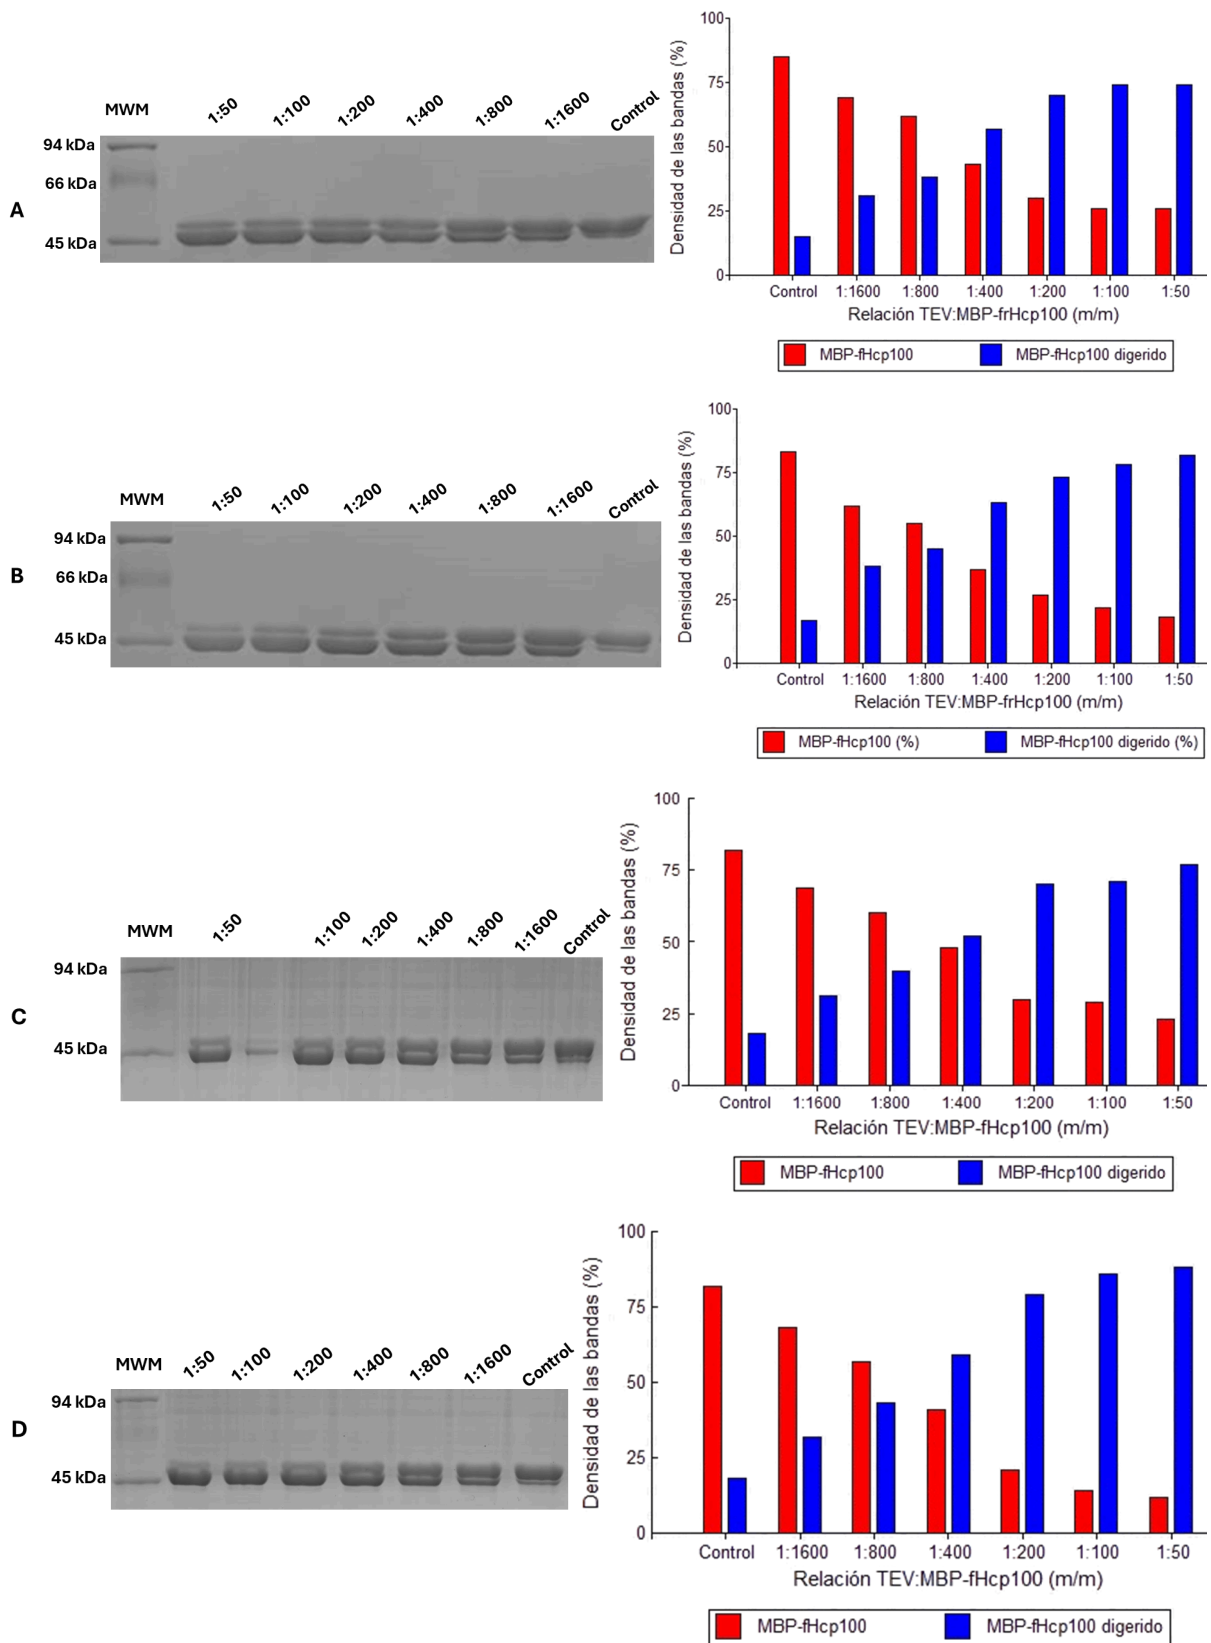 MWM 1:50 1:100 1:200 1:400 1:800 1:1600 Control
94 kDa
66 kDa
A
45 kDa
Densidad de las bandas (%)
100
75
50
25
0
Control 1:1600 1:800 1:400 1:200 1:100 1:50
Relación TEV:MBP-frHcp100 (m/m)
MBP-fHcp100 MBP-fHcp100 digerido
MWM 1:50 1:100 1:200 1:400 1:800 1:1600 Control
94 kDa
B
66 kDa
45 kDa
Densidad de las bandas (%)
100
75
50
25
0
Control 1:1600 1:800 1:400 1:200 1:100 1:50
Relación TEV:MBP-frHcp100 (m/m)
MBP-fHcp100 (%) MBP-fHcp100 digerido (%)
MWM 1:50 1:100 1:200 1:400 1:800 1:1600 Control
94 kDa
C
45 kDa
Densidad de las bandas (%)
100
75
50
25
0
Control 1:1600 1:800 1:400 1:200 1:100 1:50
Relación TEV:MBP-fHcp100 (m/m)
MBP-fHcp100 MBP-fHcp100 digerido
MWM 1:50 1:100 1:200 1:400 1:800 1:1600 Control
94 kDa
D
45 kDa
Densidad de las bandas (%)
100
75
50
25
0
Control 1:1600 1:800 1:400 1:200 1:100 1:50
Relación TEV:MBP-fHcp100 (m/m)
MBP-fHcp100 MBP-fHcp100 digerido